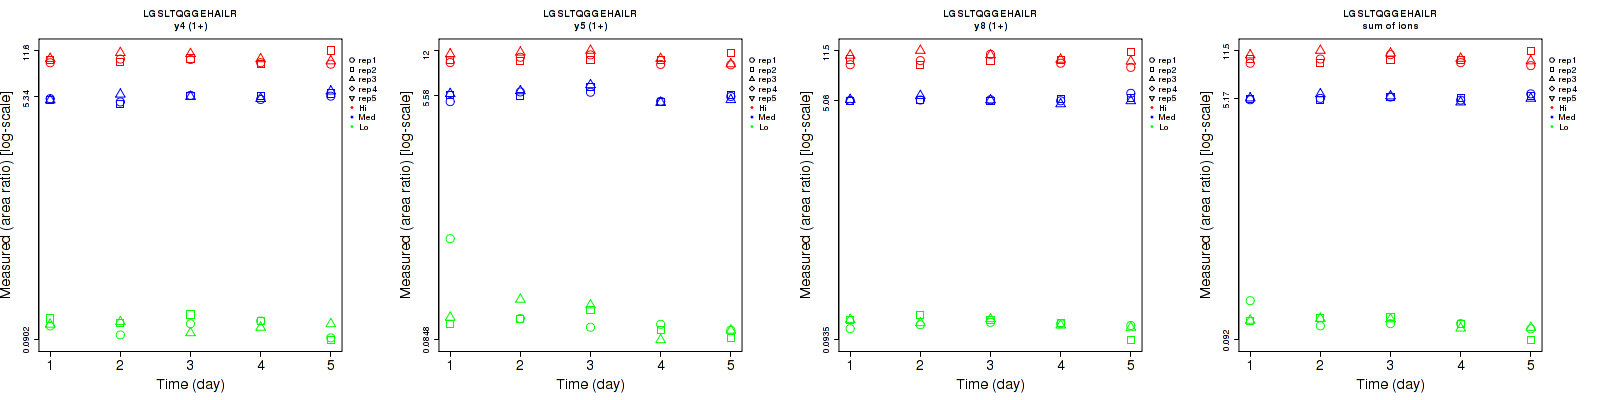 LGSLTQGGEHAILR
y4 (1+)
Measured (area ratio) [log-scale]
11.6
5.34
0.0902
1 2 3 4 5
Time (day)
rep1
rep2
rep3
rep4
rep5
Hi
Med
Lo
LGSLTQGGEHAILR
y5 (1+)
Measured (area ratio) [log-scale]
12
5.58
0.0848
1 2 3 4 5
Time (day)
rep1
rep2
rep3
rep4
rep5
Hi
Med
Lo
LGSLTQGGEHAILR
y8 (1+)
Measured (area ratio) [log-scale]
11.5
5.06
0.0935
1 2 3 4 5
Time (day)
rep1
rep2
rep3
rep4
rep5
Hi
Med
Lo
LGSLTQGGEHAILR
sum of ions
Measured (area ratio) [log-scale]
11.5
5.17
0.092
1 2 3 4 5
Time (day)
rep1
rep2
rep3
rep4
rep5
Hi
Med
Lo